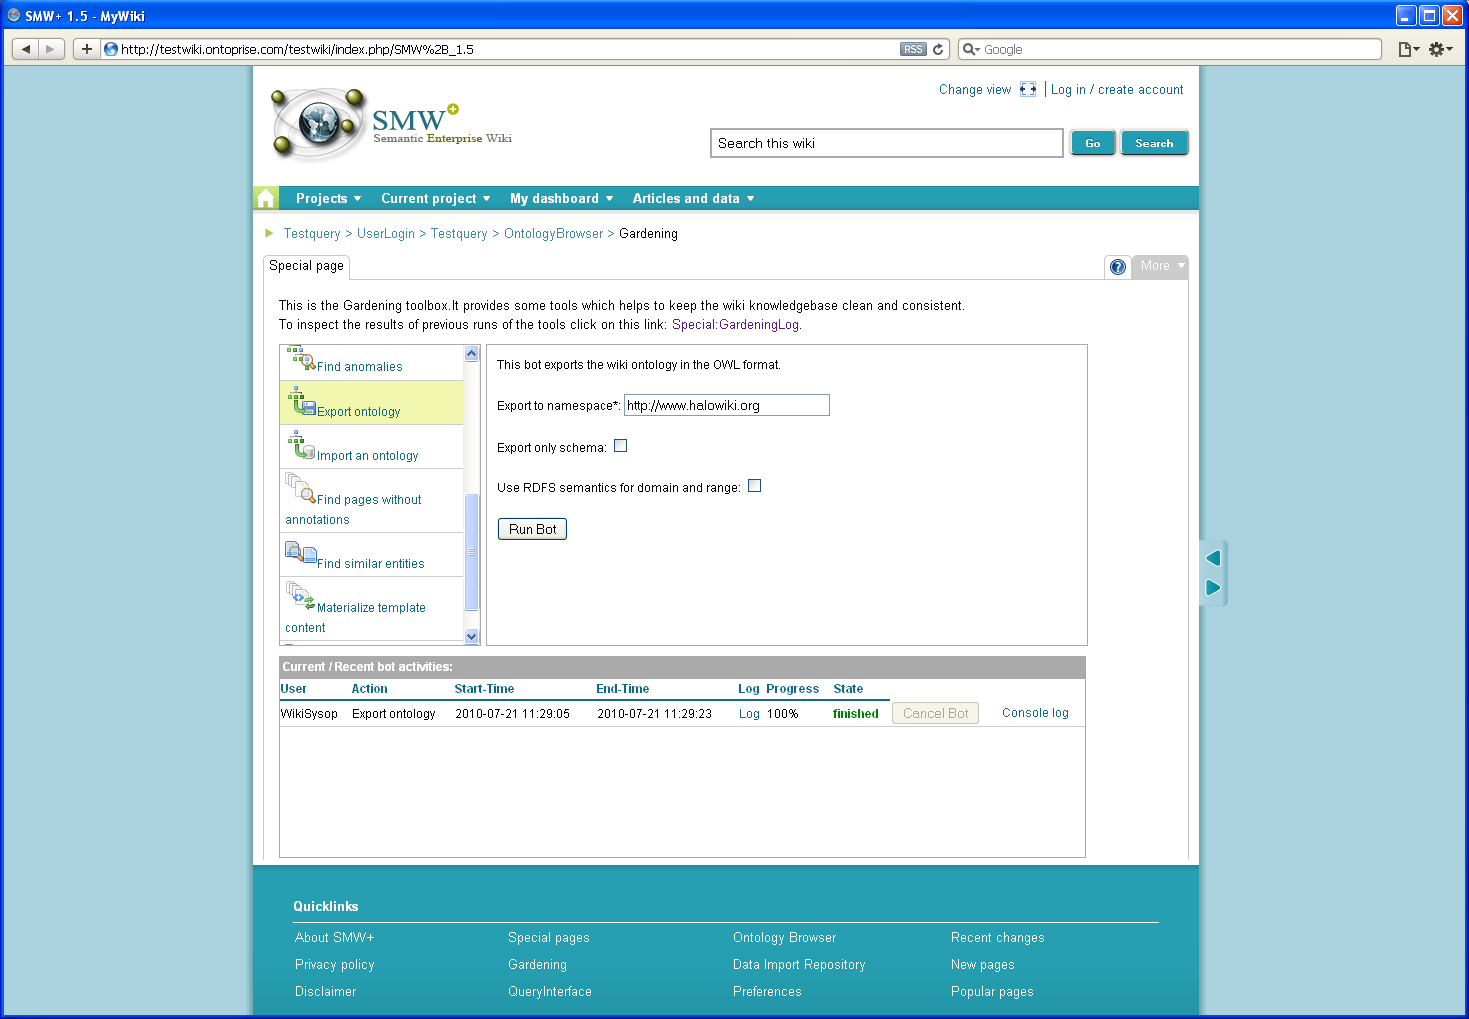 SMW+ 1.5 - MyWiki
http://testwiki.ontoprise.com/testwiki/index.php/SMW%2B_1.5
RSS
Google
Change view
Log in / create account
SMW+
Semantic Enterprise Wiki
Search this wiki
Go
Search
Projects
Current project
My dashboard
Articles and data
Testquery > UserLogin > Testquery > OntologyBrowser > Gardening
Special page
?
More
This is the Gardening toolbox.It provides some tools which helps to keep the wiki knowledgebase clean and consistent.
To inspect the results of previous runs of the tools click on this link: Special:GardeningLog.
Find anomalies
Export ontology
Import an ontology
Find pages without
annotations
Find similar entities
Materialize template
content
This bot exports the wiki ontology in the OWL format.
Export to namespace*: http://www.halowiki.org
Export only schema:
Use RDFS semantics for domain and range:
Run Bot
Current / Recent bot activities:
User Action Start-Time End-Time Log Progress State
WikiSysop Export ontology 2010-07-21 11:29:05 2010-07-21 11:29:23 Log 100% finished Cancel Bot Console log
Quicklinks
About SMW+ Special pages Ontology Browser Recent changes
Privacy policy Gardening Data Import Repository New pages
Disclaimer QueryInterface Preferences Popular pages